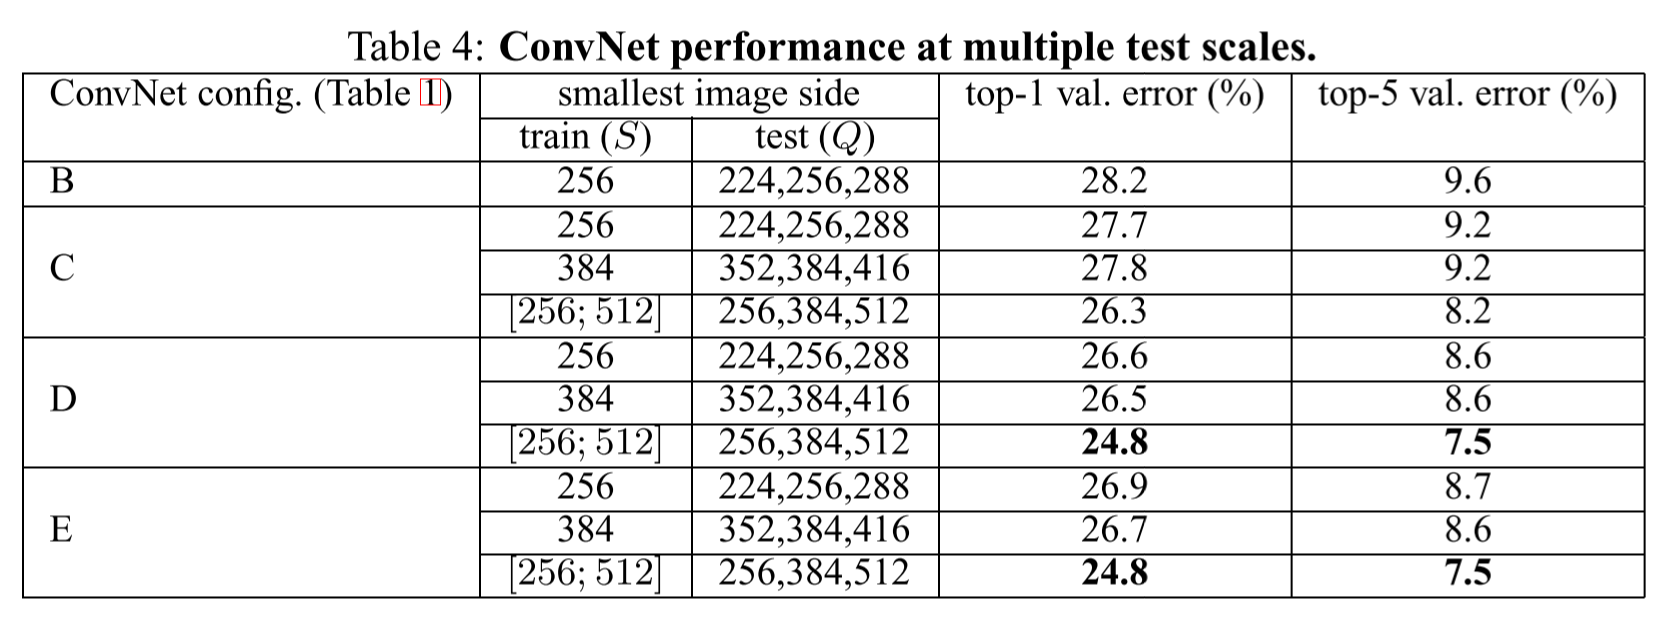 Table 4: ConvNet performance at multiple test scales.
ConvNet config. (Table 1) smallest image side top-1 val. error (%) top-5 val. error (%)
train (S) test (Q)
B 256 224,256,288 28.2 9.6
256 224,256,288 27.7 9.2
C 384 352,384,416 27.8 9.2
[256; 512] 256,384,512 26.3 8.2
256 224,256,288 26.6 8.6
D 384 352,384,416 26.5 8.6
[256; 512] 256,384,512 24.8 7.5
256 224,256,288 26.9 8.7
E 384 352,384,416 26.7 8.6
[256; 512] 256,384,512 24.8 7.5